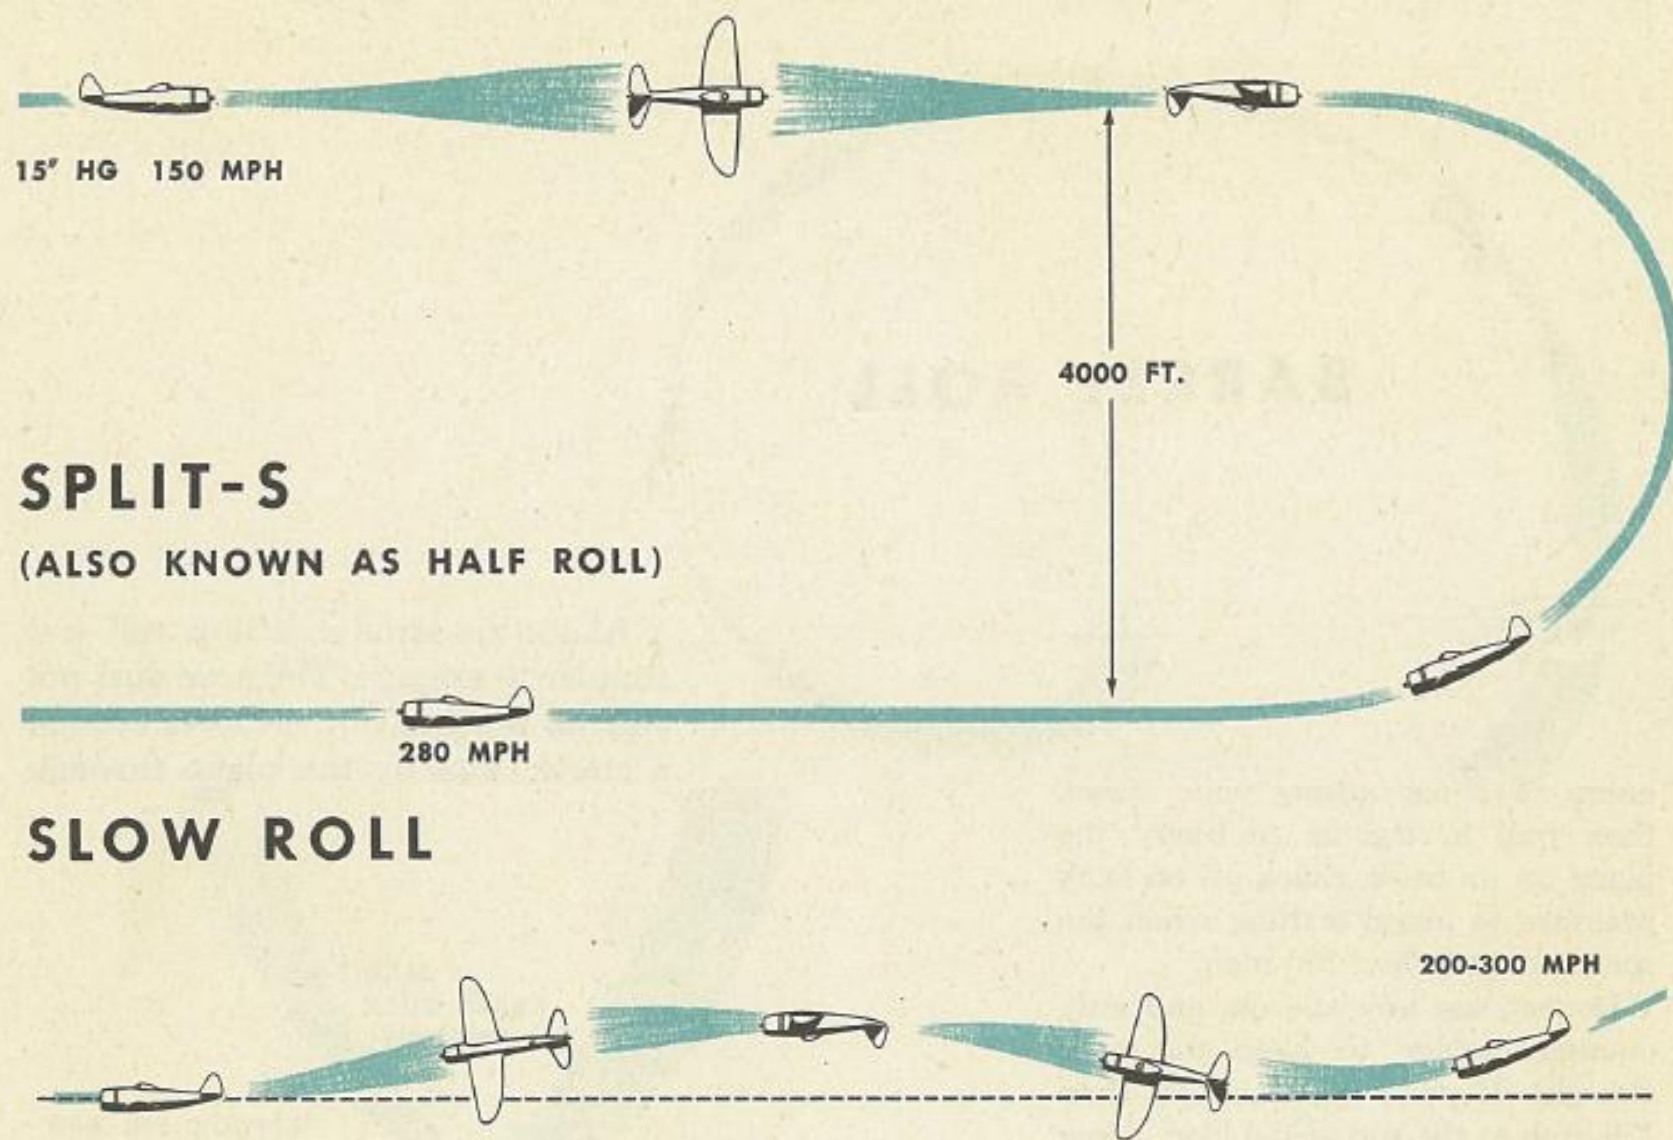 15" HG 150 MPH
4000 FT.
SPLIT-S
(ALSO KNOWN AS HALF ROLL)
280 MPH
SLOW ROLL
200-300 MPH